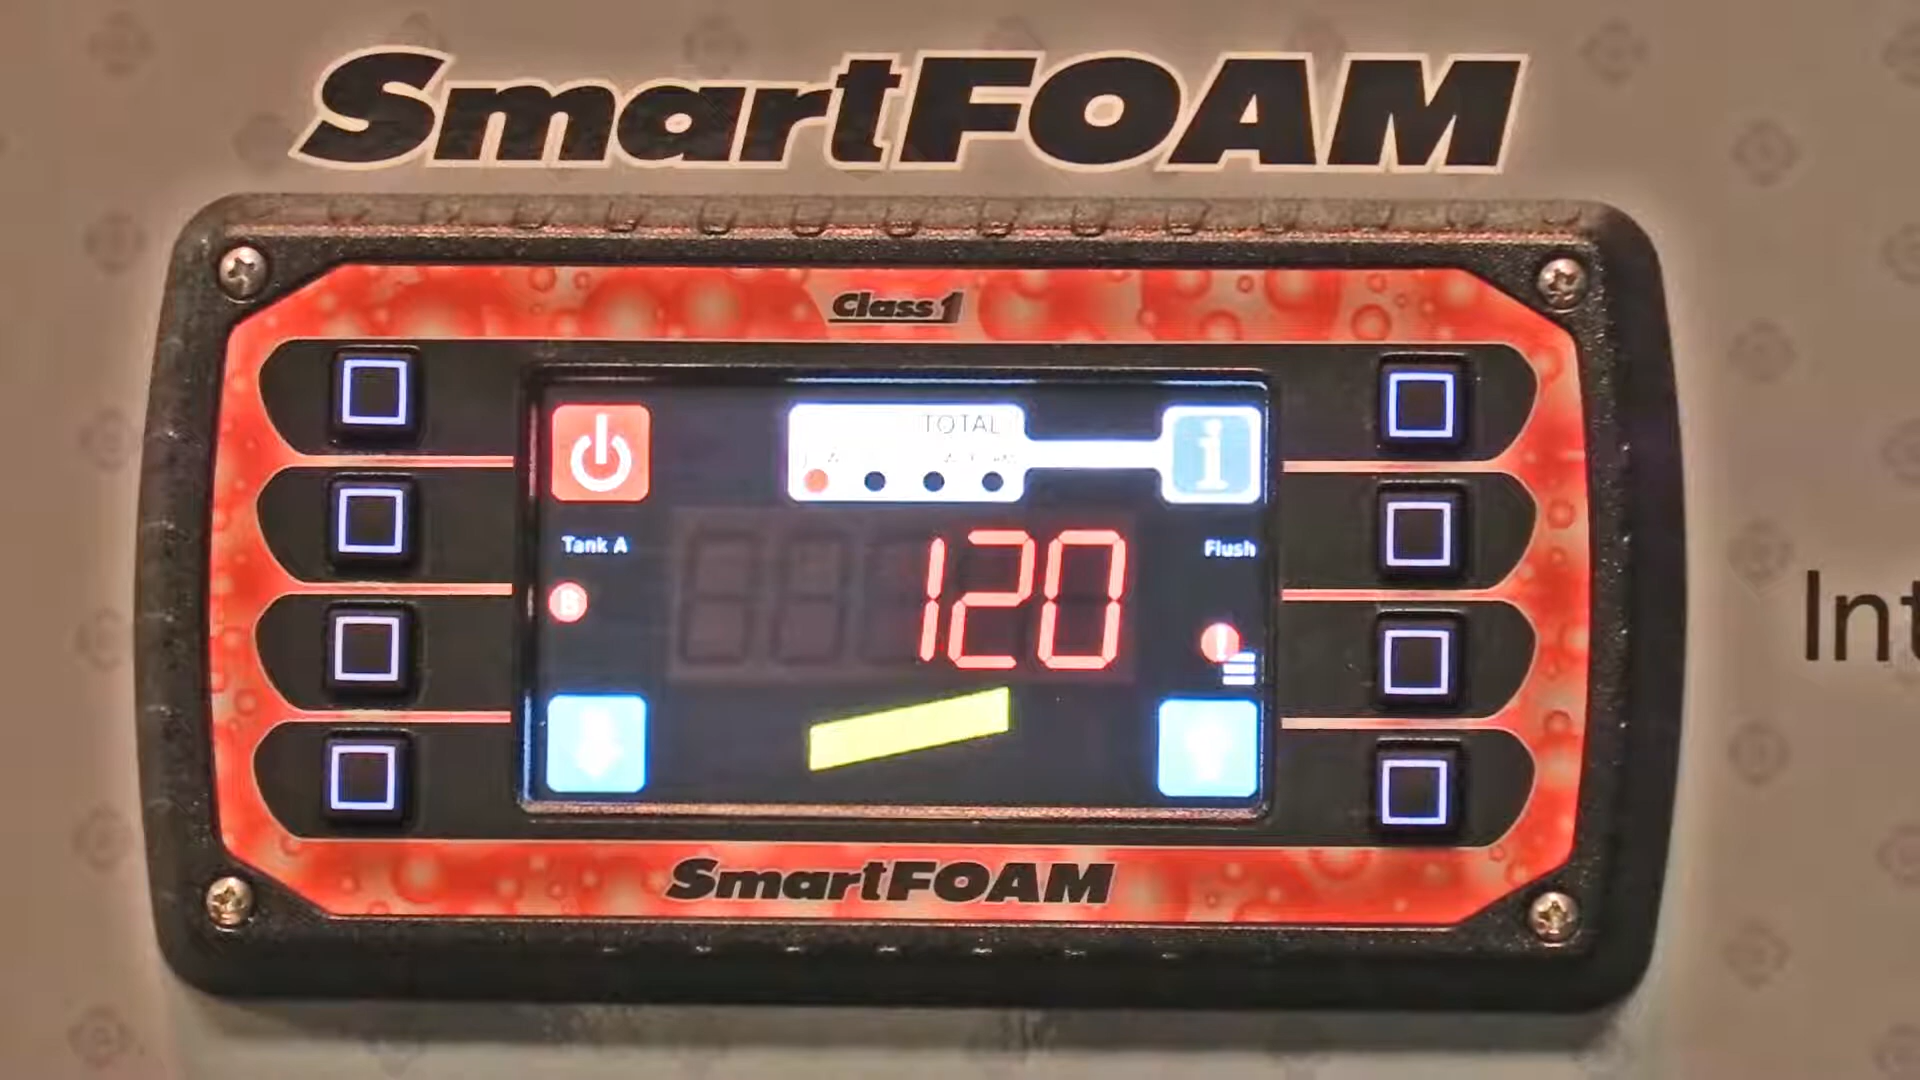 SmartFOAM
Class1
TOTAL
i
Tank A
Flush
120
B
!
Int
SmartFOAM